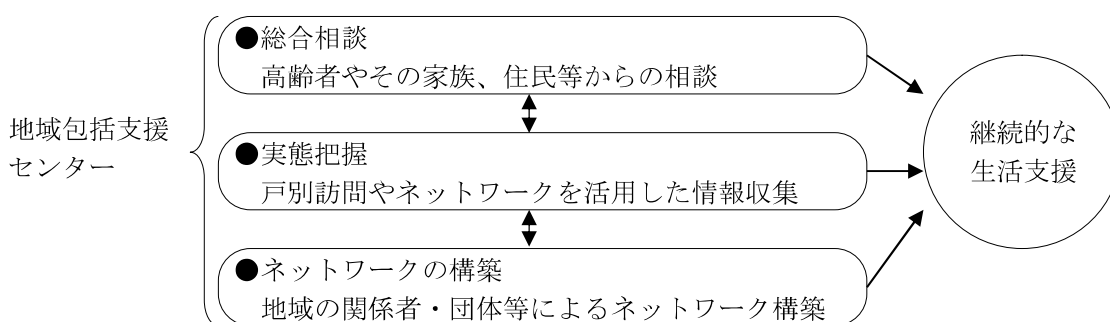 地域包括支援
センター
●総合相談
高齢者やその家族、住民等からの相談
●実態把握
戸別訪問やネットワークを活用した情報収集
●ネットワークの構築
地域の関係者・団体等によるネットワーク構築
継続的な
生活支援